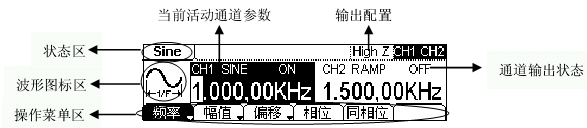 当前活动通道参数 输出配置
状态区 Sine High Z CH1 CH2
CH1 SINE ON CH2 RAMP OFF 通道输出状态
波形图标区 1/F 1.000,00KHz 1.500,00KHz
操作菜单区 频率 幅值 偏移 相位 同相位